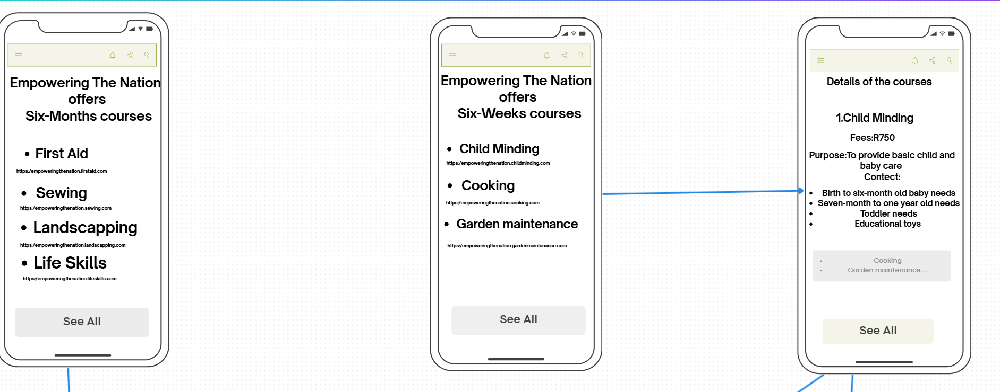 Empowering The Nation
offers
Six-Months courses
• First Aid
https:/empoweringthenation.firstaid.com
• Sewing
https:/empoweringthenation.sewing.com
• Landscapping
https:/empoweringthenation.landscapping.com
• Life Skills
https:/empoweringthenation.lifeskills.com
See All
Empowering The Nation
offers
Six-Weeks courses
• Child Minding
https:/empoweringthenation.childminding.com
• Cooking
https:/empoweringthenation.cooking.com
• Garden maintenance
https:/empoweringthenation.gardenmaintanance.com
See All
Details of the courses
1.Child Minding
Fees:R750
Purpose:To provide basic child and
baby care
Contect:
• Birth to six-month old baby needs
• Seven-month to one year old needs
• Toddler needs
• Educational toys
• Cooking
• Garden maintenance....
See All